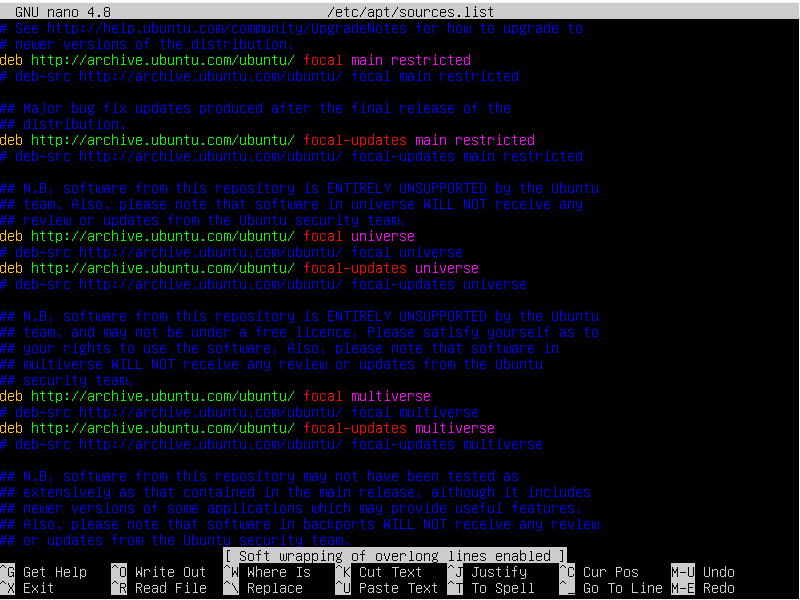 GNU nano 4.8 /etc/apt/sources.list
# See http://help.ubuntu.com/community/UpgradeNotes for how to upgrade to
# newer versions of the distribution.
deb http://archive.ubuntu.com/ubuntu/ focal main restricted
# deb-src http://archive.ubuntu.com/ubuntu/ focal main restricted
## Major bug fix updates produced after the final release of the
## distribution.
deb http://archive.ubuntu.com/ubuntu/ focal-updates main restricted
# deb-src http://archive.ubuntu.com/ubuntu/ focal-updates main restricted
## N.B. software from this repository is ENTIRELY UNSUPPORTED by the Ubuntu
## team. Also, please note that software in universe WILL NOT receive any
## review or updates from the Ubuntu security team.
deb http://archive.ubuntu.com/ubuntu/ focal universe
# deb-src http://archive.ubuntu.com/ubuntu/ focal universe
deb http://archive.ubuntu.com/ubuntu/ focal-updates universe
# deb-src http://archive.ubuntu.com/ubuntu/ focal-updates universe
## N.B. software from this repository is ENTIRELY UNSUPPORTED by the Ubuntu
## team, and may not be under a free licence. Please satisfy yourself as to
## your rights to use the software. Also, please note that software in
## multiverse WILL NOT receive any review or updates from the Ubuntu
## security team.
deb http://archive.ubuntu.com/ubuntu/ focal multiverse
# deb-src http://archive.ubuntu.com/ubuntu/ focal multiverse
deb http://archive.ubuntu.com/ubuntu/ focal-updates multiverse
# deb-src http://archive.ubuntu.com/ubuntu/ focal-updates multiverse
## N.B. software from this repository may not have been tested as
## extensively as that contained in the main release, although it includes
## newer versions of some applications which may provide useful features.
## Also, please note that software in backports WILL NOT receive any review
## or updates from the Ubuntu security team.
[ Soft wrapping of overlong lines enabled ]
^G Get Help ^O Write Out ^W Where Is ^K Cut Text ^J Justify ^C Cur Pos M-U Undo
^X Exit ^R Read File ^\ Replace ^U Paste Text ^T To Spell ^_ Go To Line M-E Redo